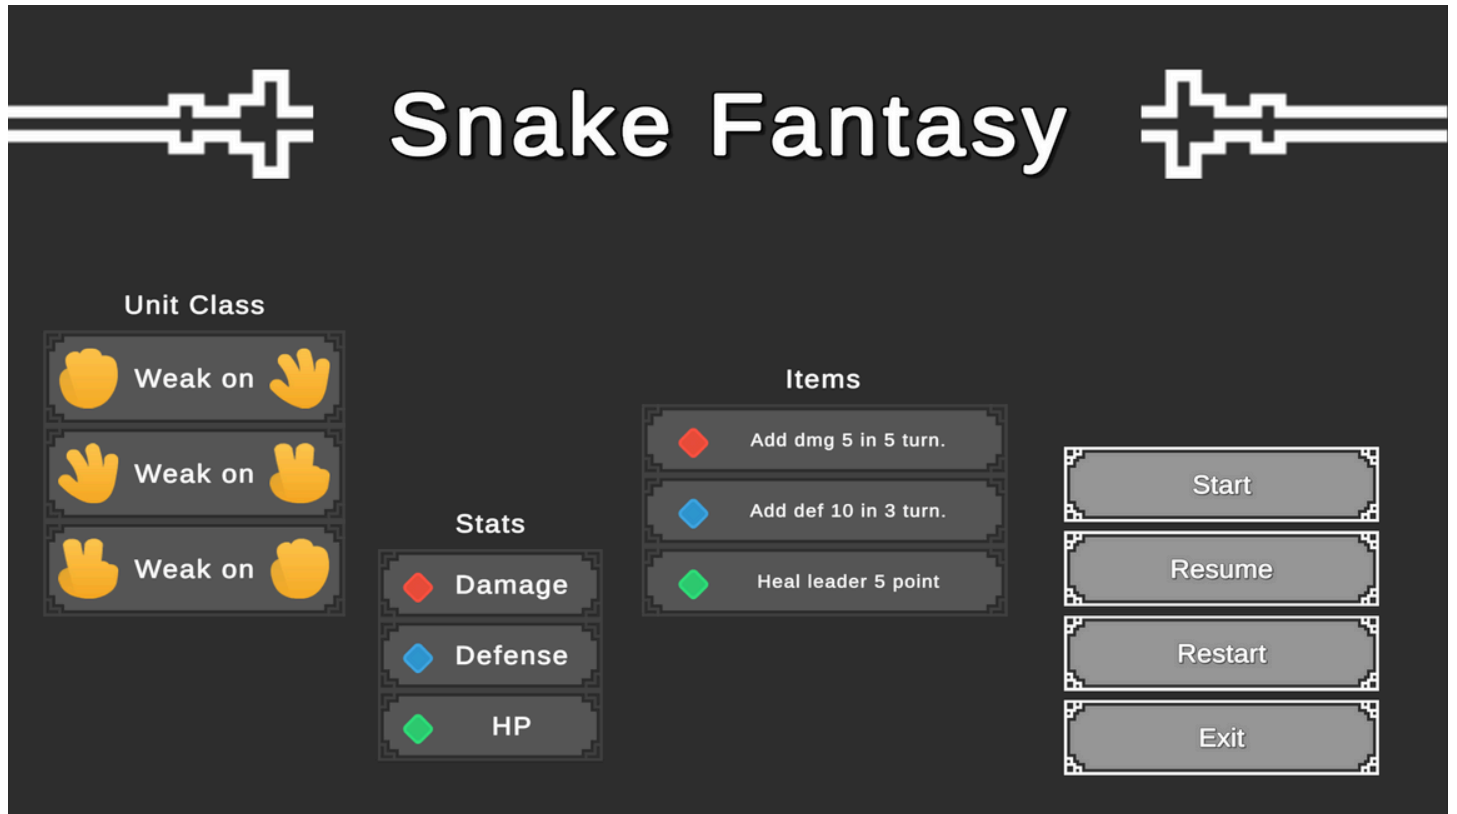 Snake Fantasy
Unit Class
Weak on
Weak on
Weak on
Stats
Damage
Defense
HP
Items
Add dmg 5 in 5 turn.
Add def 10 in 3 turn.
Heal leader 5 point
Start
Resume
Restart
Exit